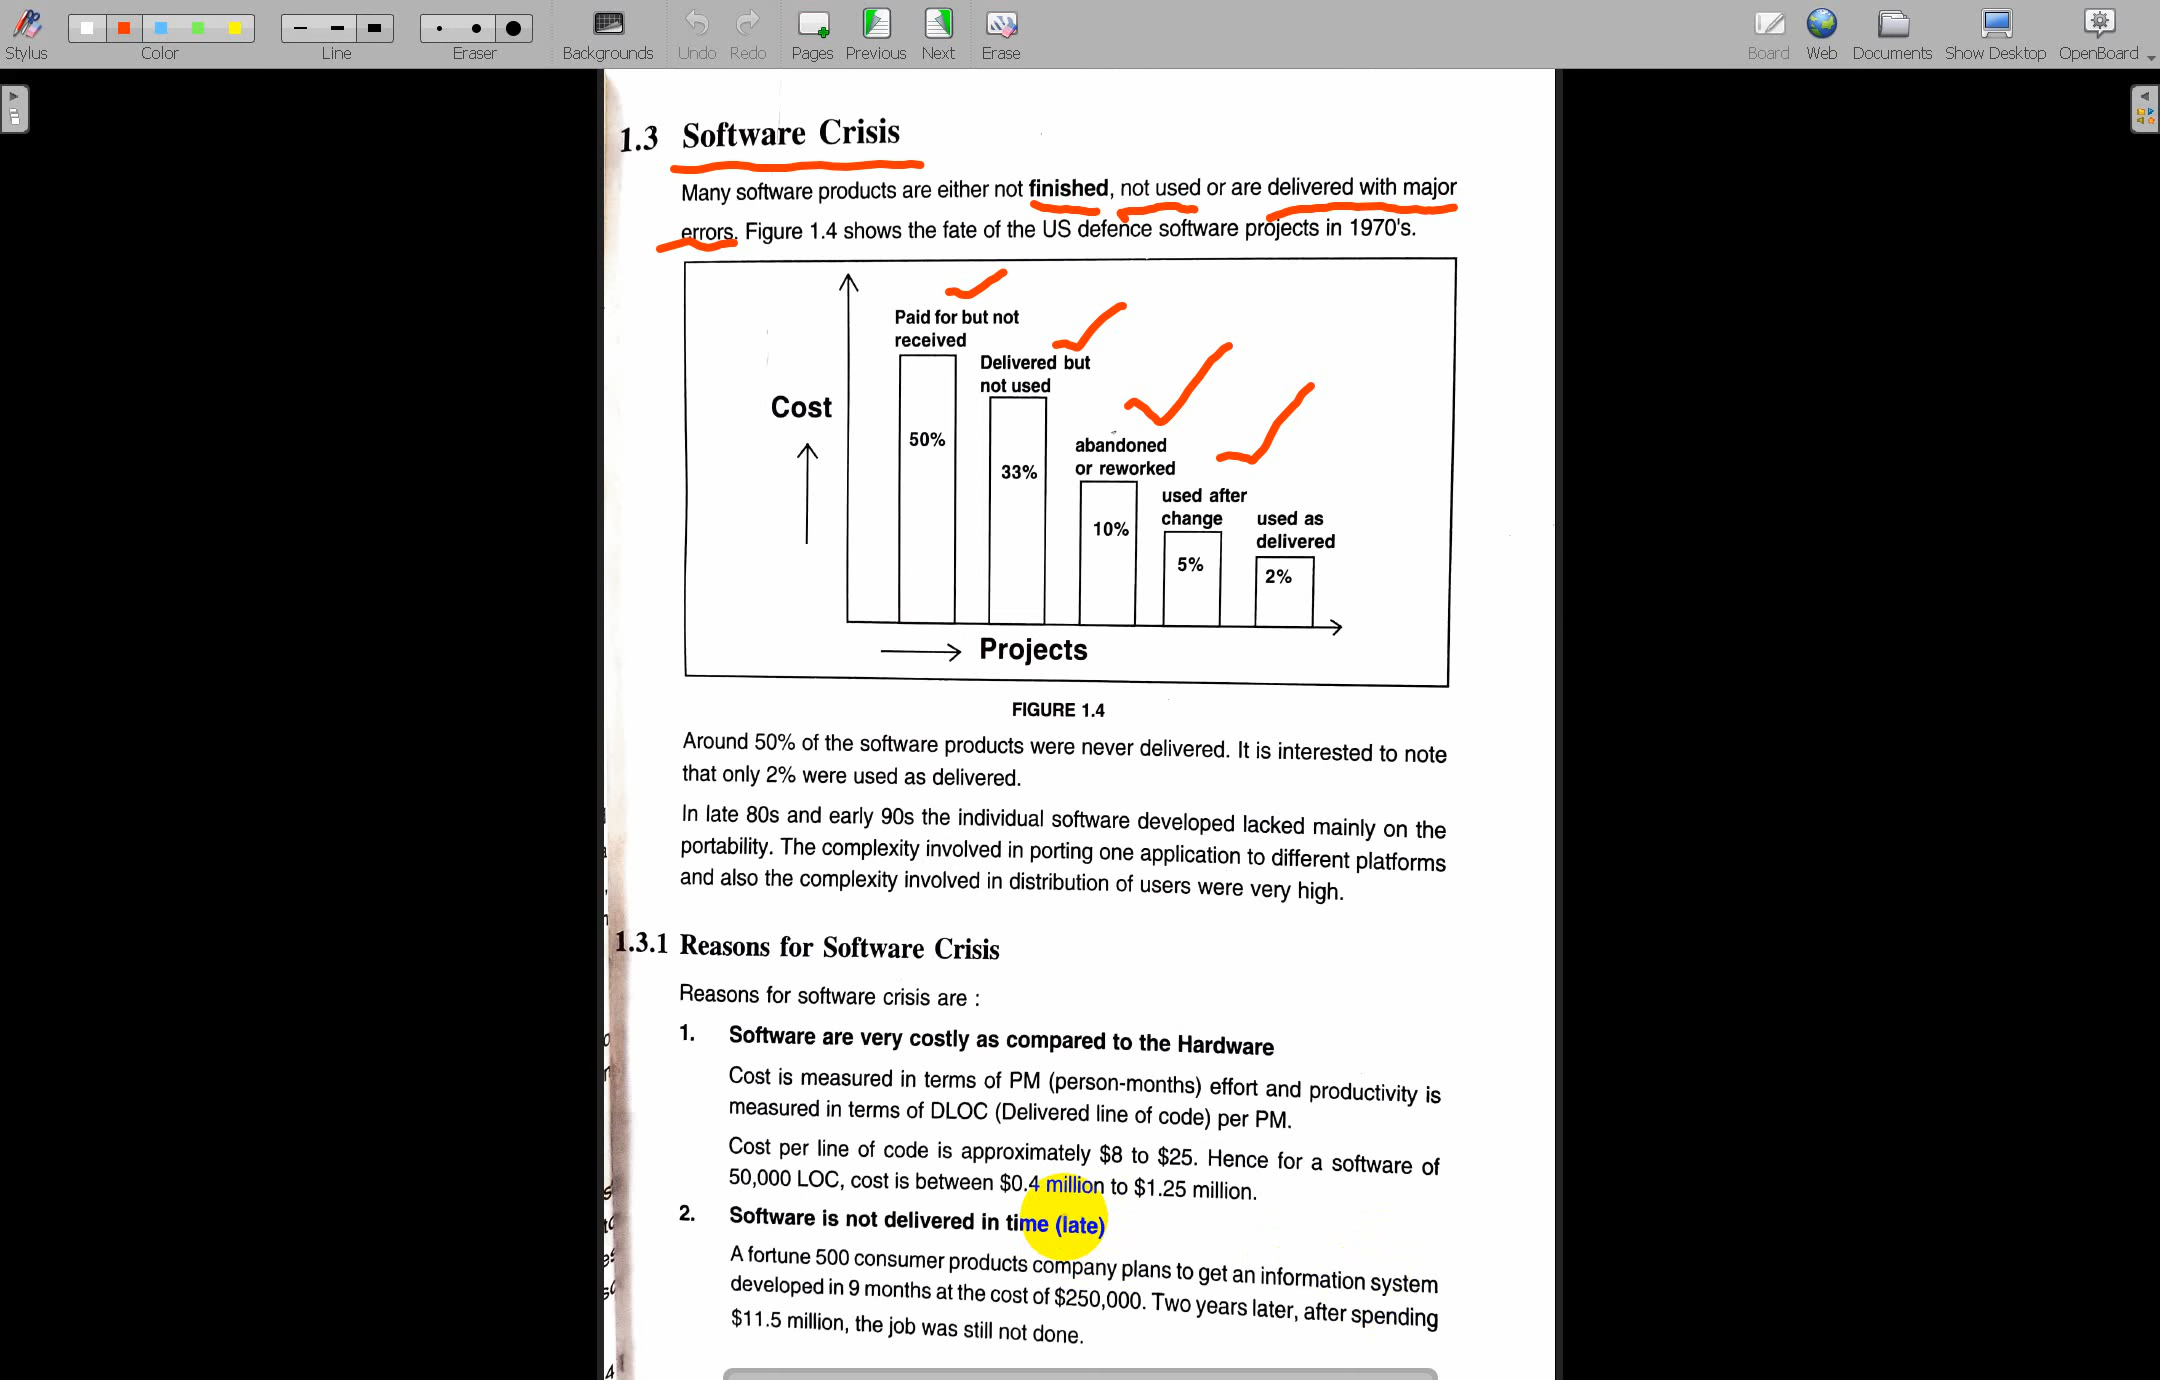 Stylus
Color
Line
Eraser
Backgrounds
Undo
Redo
Pages
Previous
Next
Erase
Board
Web
Documents
Show Desktop
OpenBoard
1.3 Software Crisis
Many software products are either not finished, not used or are delivered with major
errors. Figure 1.4 shows the fate of the US defence software projects in 1970's.
Paid for but not
received
Delivered but
not used
Cost
50%
33%
abandoned
or reworked
10%
used after
change
5%
used as
delivered
2%
Projects
FIGURE 1.4
Around 50% of the software products were never delivered. It is interested to note
that only 2% were used as delivered.
In late 80s and early 90s the individual software developed lacked mainly on the
portability. The complexity involved in porting one application to different platforms
and also the complexity involved in distribution of users were very high.
1.3.1 Reasons for Software Crisis
Reasons for software crisis are :
1. Software are very costly as compared to the Hardware
Cost is measured in terms of PM (person-months) effort and productivity is
measured in terms of DLOC (Delivered line of code) per PM.
Cost per line of code is approximately $8 to $25. Hence for a software of
50,000 LOC, cost is between $0.4 million to $1.25 million.
2. Software is not delivered in time (late)
A fortune 500 consumer products company plans to get an information system
developed in 9 months at the cost of $250,000. Two years later, after spending
$11.5 million, the job was still not done.